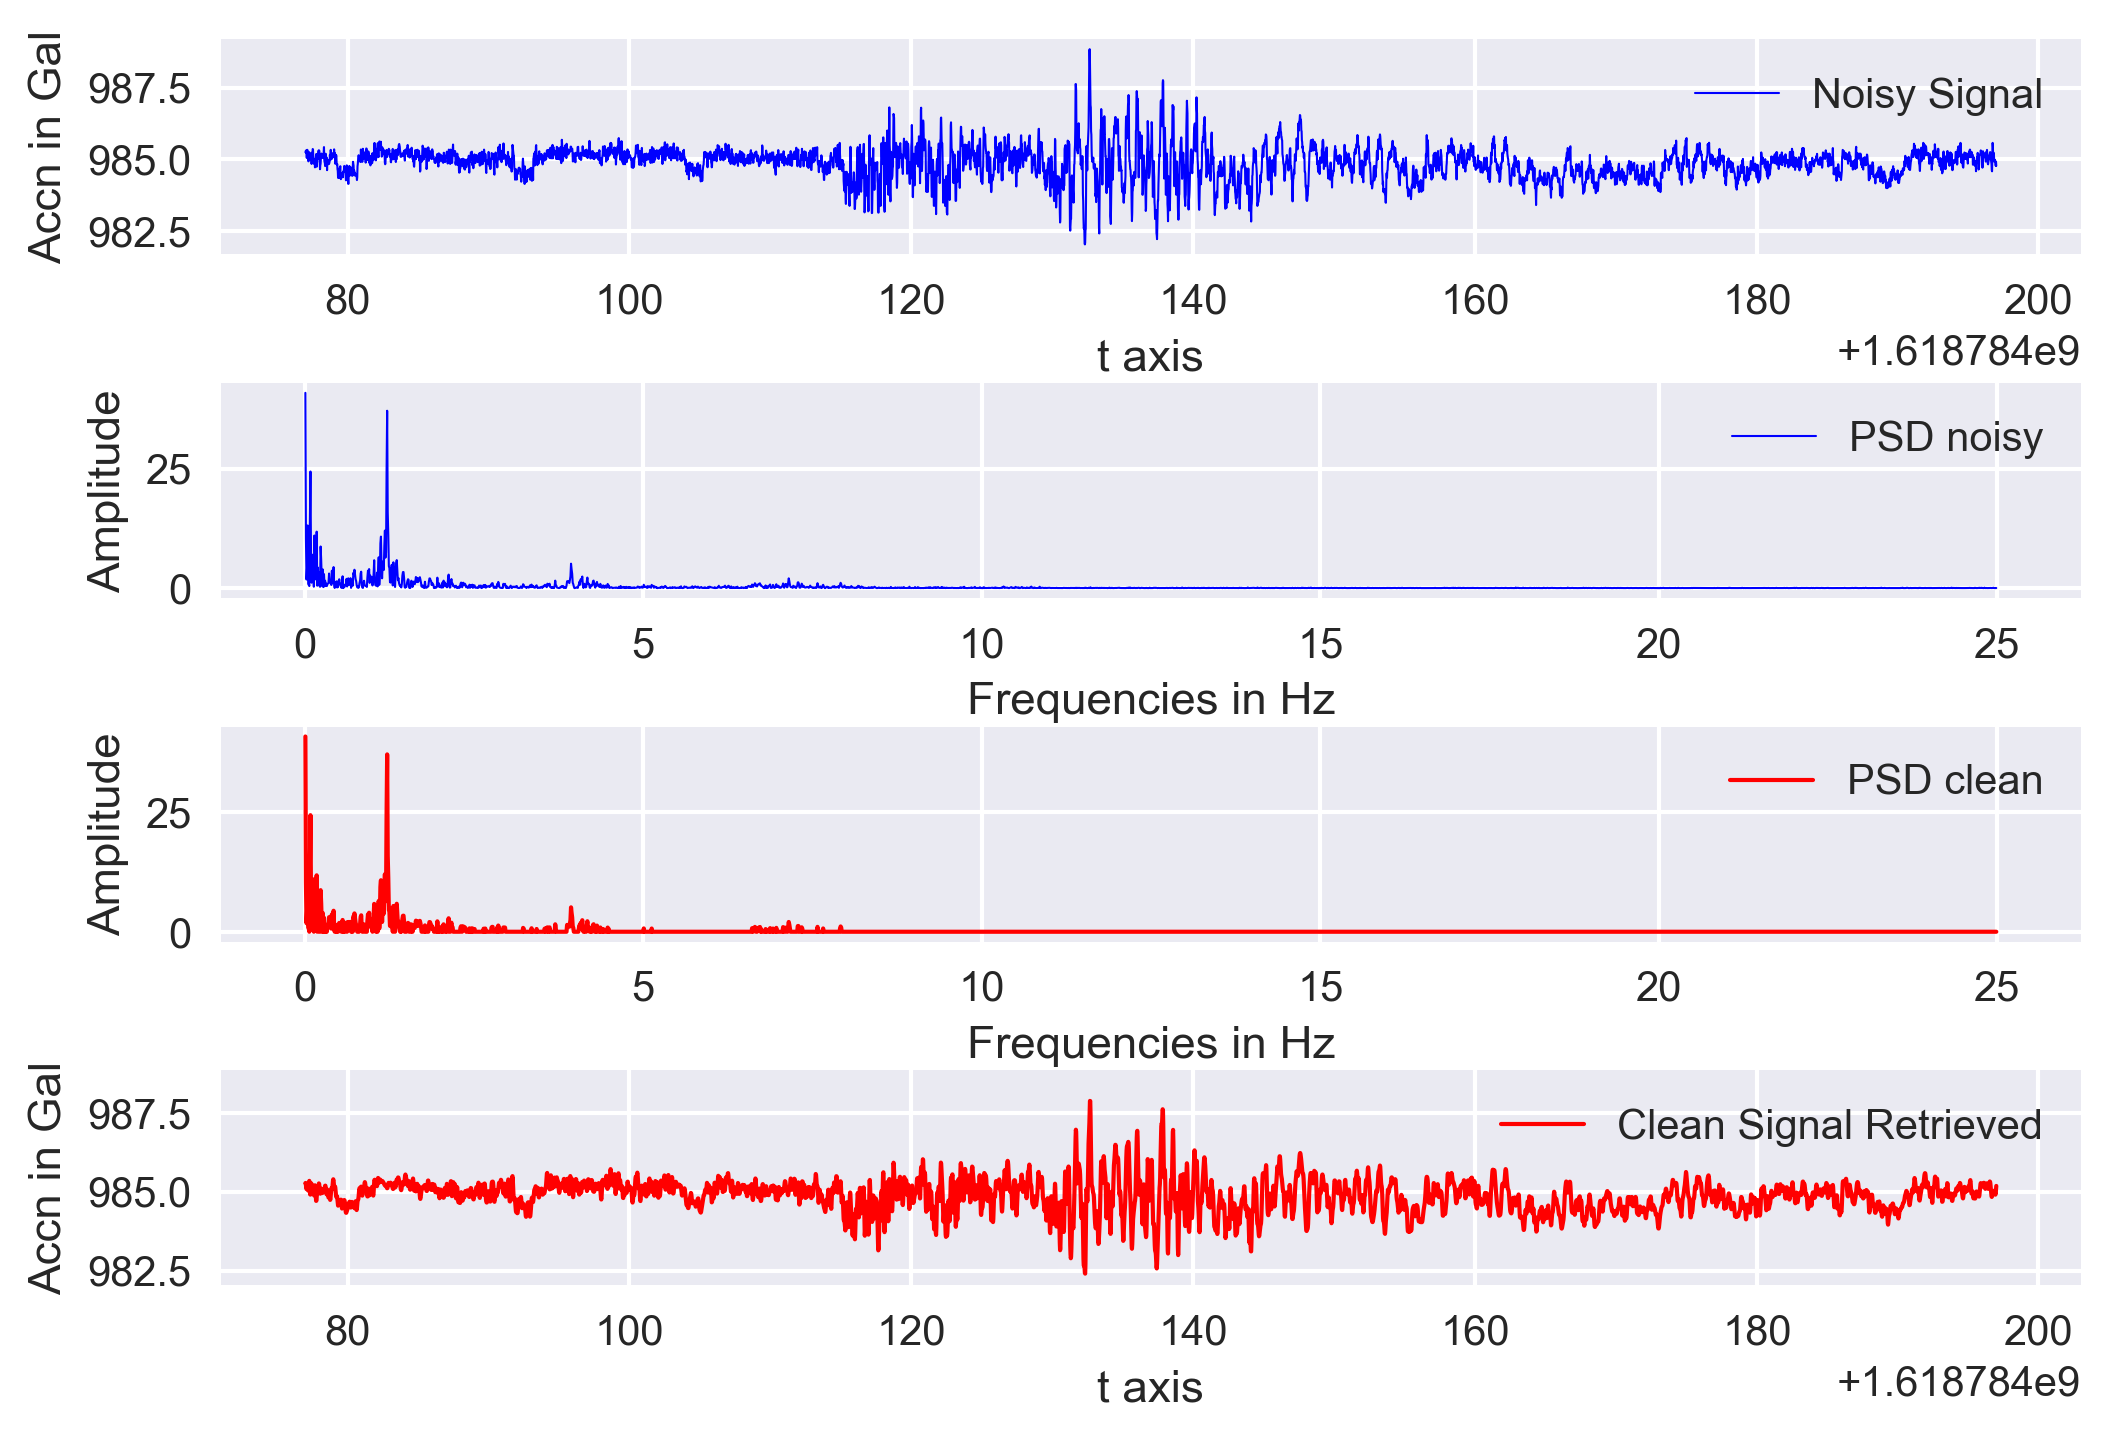 Accn in Gal
987.5
985.0
982.5
Noisy Signal
80 100 120 140 160 180 200
t axis
+1.618784e9
Amplitude
25
0
PSD noisy
0 5 10 15 20 25
Frequencies in Hz
Amplitude
25
0
PSD clean
0 5 10 15 20 25
Frequencies in Hz
Accn in Gal
987.5
985.0
982.5
Clean Signal Retrieved
80 100 120 140 160 180 200
t axis
+1.618784e9